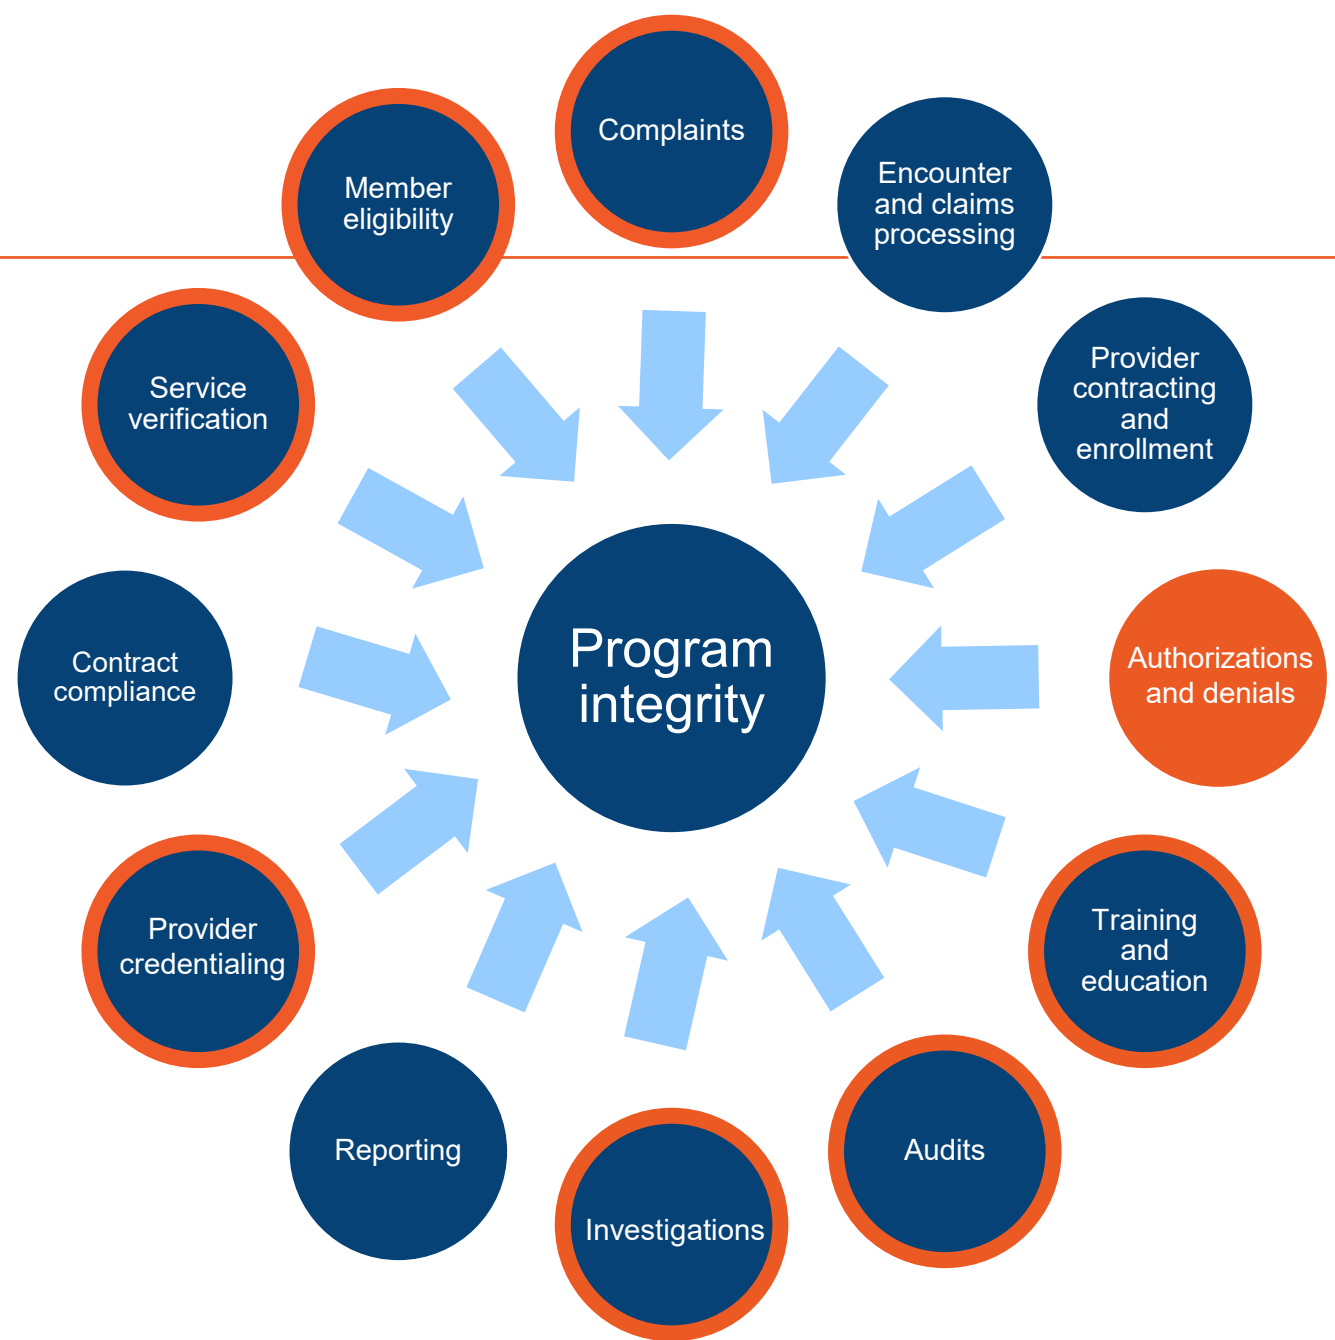 Complaints
Encounter
and claims
processing
Provider
contracting
and
enrollment
Authorizations
and denials
Training
and
education
Audits
Investigations
Reporting
Provider
credentialing
Contract
compliance
Service
verification
Member
eligibility
Program
integrity